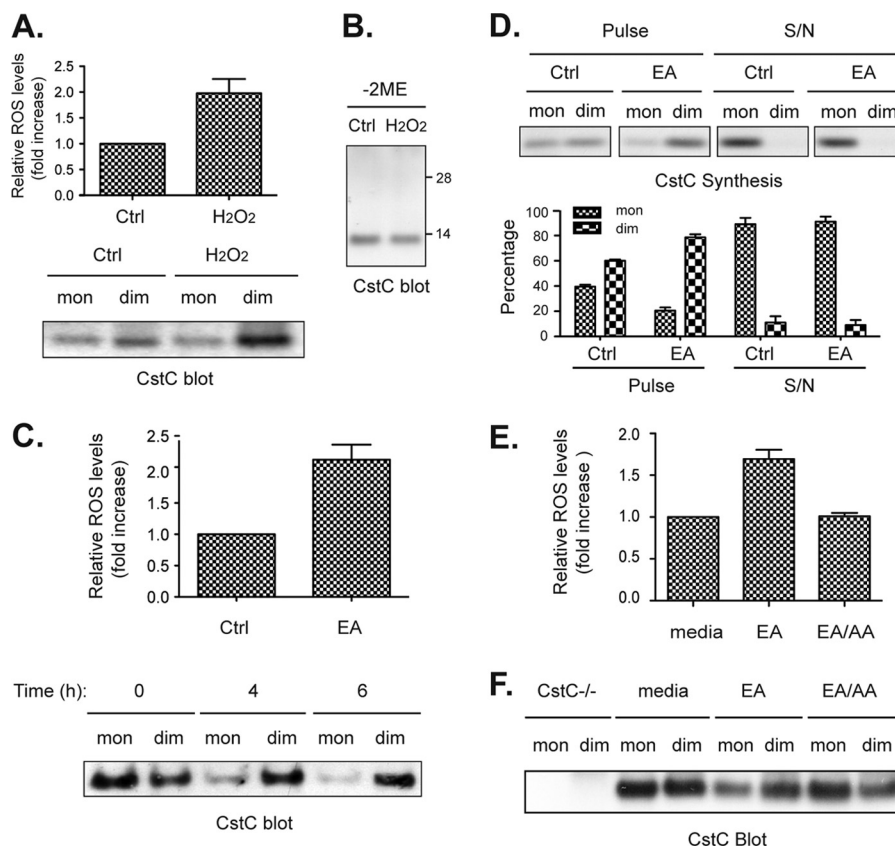 A.
Relative ROS levels
(fold increase)
2.5
2.0
1.5
1.0
0.5
0.0
Ctrl H2O2
Ctrl H2O2
mon dim mon dim
CstC blot
B.
-2ME
Ctrl H2O2
28
14
CstC blot
C.
Relative ROS levels
(fold increase)
2.5
2.0
1.5
1.0
0.5
0.0
Ctrl EA
Time (h): 0 4 6
mon dim mon dim mon dim
CstC blot
D.
Pulse S/N
Ctrl EA Ctrl EA
mon dim mon dim mon dim mon dim
CstC Synthesis
Percentage
100
80
60
40
20
0
mon
dim
Ctrl EA Ctrl EA
Pulse S/N
E.
Relative ROS levels
(fold increase )
2.0
1.5
1.0
0.5
0.0
media EA EA/AA
F.
CstC-/- media EA EA/AA
mon dim mon dim mon dim mon dim
CstC Blot